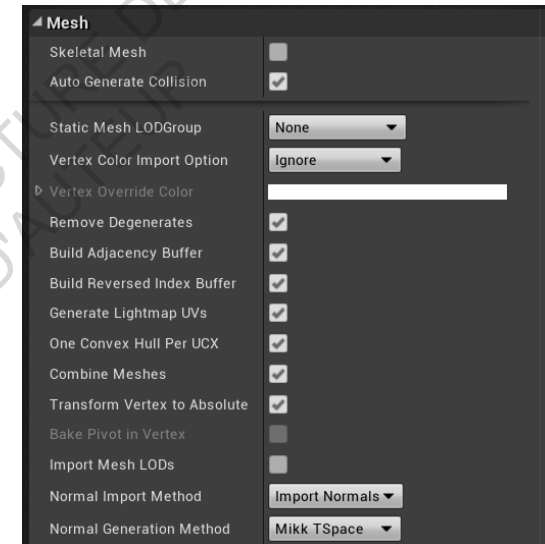 Mesh
Skeletal Mesh
Auto Generate Collision
Static Mesh LODGroup None
Vertex Color Import Option Ignore
Vertex Override Color
Remove Degenerates
Build Adjacency Buffer
Build Reversed Index Buffer
Generate Lightmap UVs
One Convex Hull Per UCX
Combine Meshes
Transform Vertex to Absolute
Bake Pivot in Vertex
Import Mesh LODs
Normal Import Method Import Normals
Normal Generation Method Mikk TSpace
D'AUTEUR